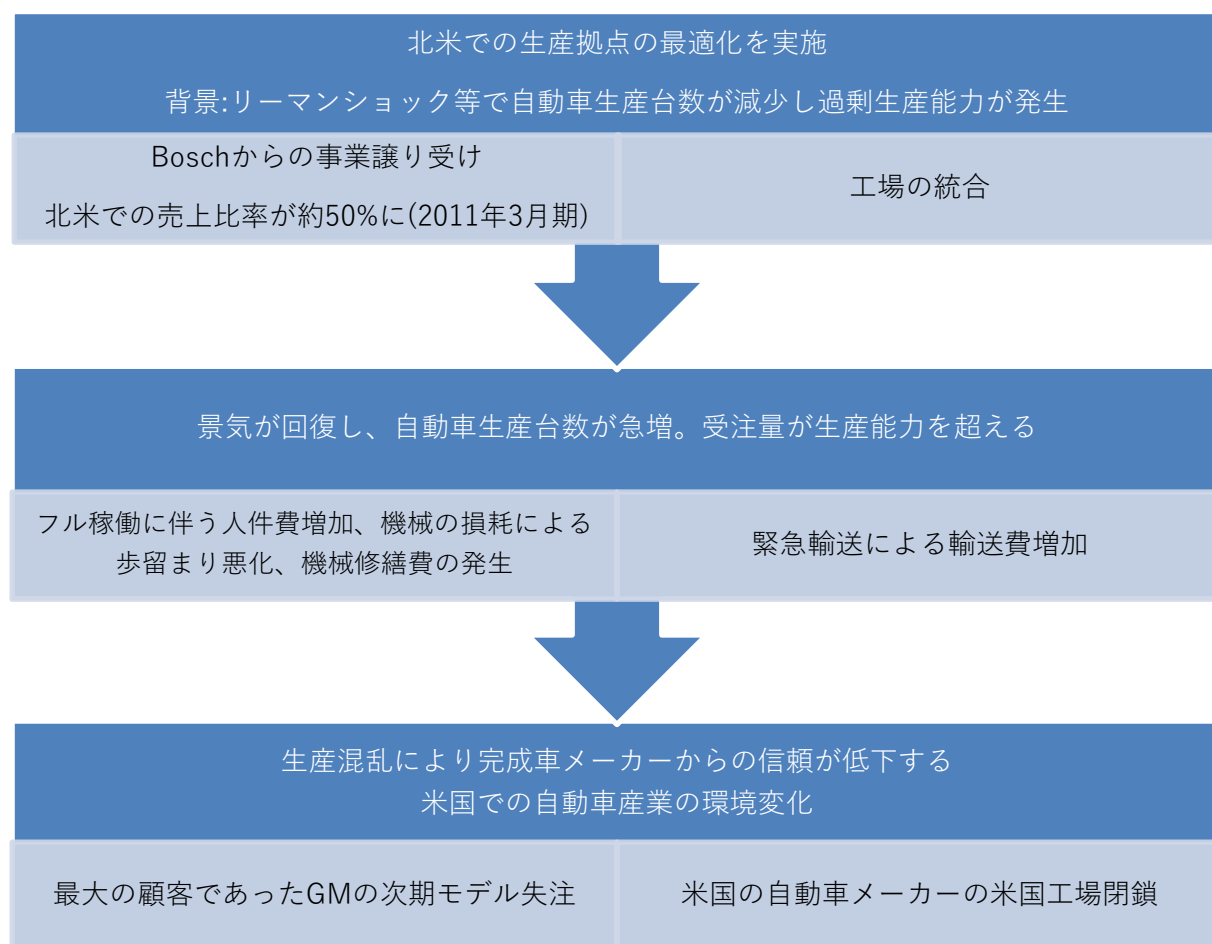 北米での生産拠点の最適化を実施
背景:リーマンショック等で自動車生産台数が減少し過剰生産能力が発生
Boschからの事業譲り受け
北米での売上比率が約50%に(2011年3月期)
工場の統合
景気が回復し、自動車生産台数が急増。受注量が生産能力を超える
フル稼働に伴う人件費増加、機械の損耗による
歩留まり悪化、機械修繕費の発生
緊急輸送による輸送費増加
生産混乱により完成車メーカーからの信頼が低下する
米国での自動車産業の環境変化
最大の顧客であったGMの次期モデル失注
米国の自動車メーカーの米国工場閉鎖